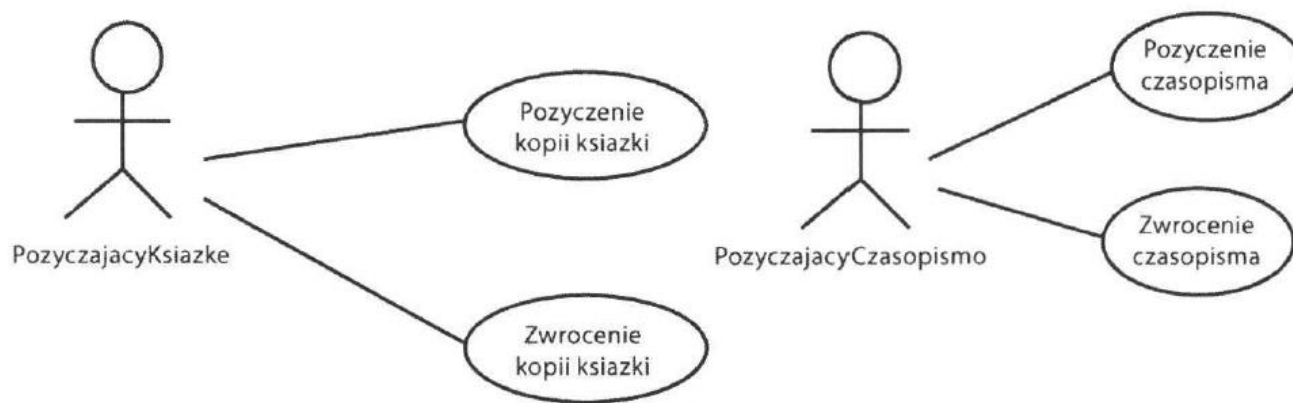 Pozyczenie
kopii ksiazki
PozyczajacyKsiazke
Zwrocenie
kopii ksiazki
Pozyczenie
czasopisma
Zwrocenie
czasopisma
PozyczajacyCzasopismo